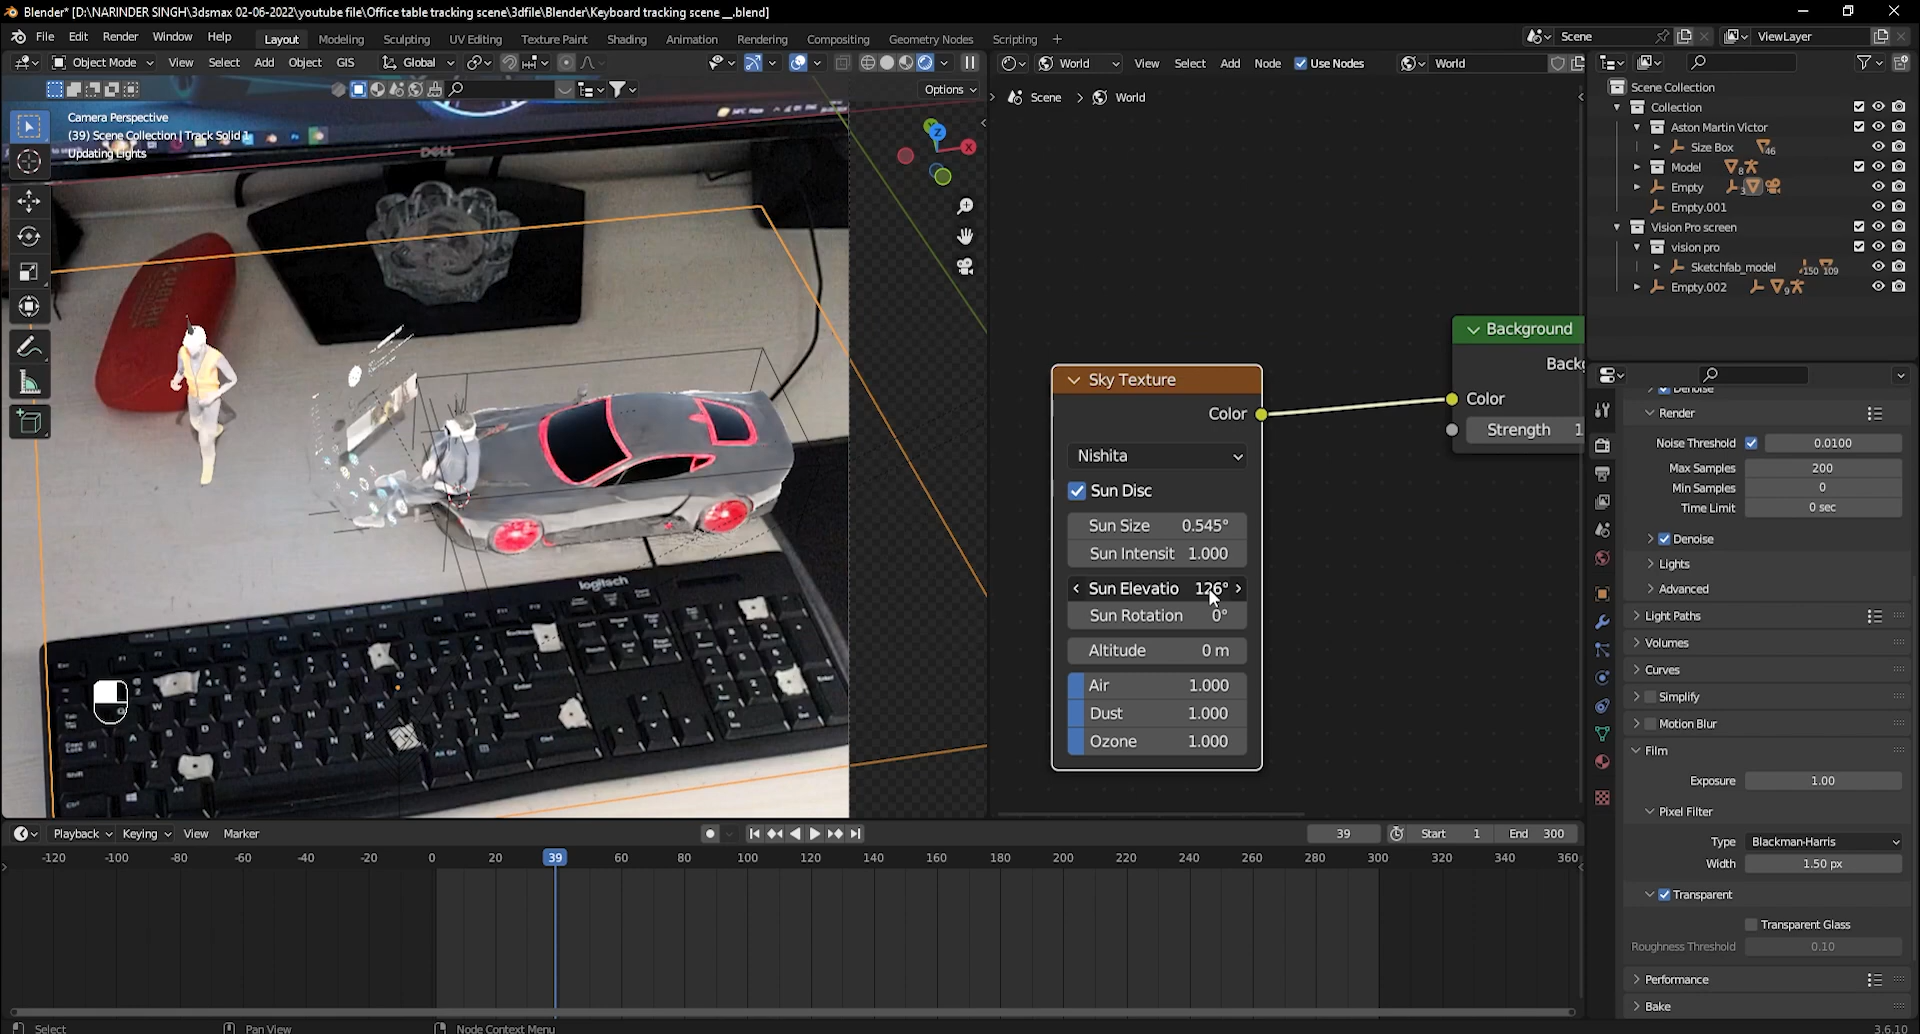 Blender* [D:\NARINDER SINGH\3dsmax 02-06-2022\youtube file\Office table tracking scene\3dfile\Blender\Keyboard tracking scene __.blend]
File Edit Render Window Help Layout Modeling Sculpting UV Editing Texture Paint Shading Animation Rendering Compositing Geometry Nodes Scripting + Scene ViewLayer
Object Mode View Select Add Object GIS Global
World View Select Add Node Use Nodes World
Options
Scene > World
Camera Perspective
(39) Scene Collection | Track Solid 1
Updating Lights
DELL
Z
X
logitech
Sky Texture
Color
Nishita
Sun Disc
Sun Size 0.545°
Sun Intensit 1.000
Sun Elevatio 126°
Sun Rotation 0°
Altitude 0 m
Air 1.000
Dust 1.000
Ozone 1.000
Background
Backg
Color
Strength 1
Scene Collection
Collection
Aston Martin Victor
Size Box 46
Model 8
Empty 3
Empty.001
Vision Pro screen
vision pro
Sketchfab_model 150 109
Empty.002 9
Denoise
Render
Noise Threshold 0.0100
Max Samples 200
Min Samples 0
Time Limit 0 sec
Denoise
Lights
Advanced
Light Paths
Volumes
Curves
Simplify
Motion Blur
Film
Exposure 1.00
Pixel Filter
Type Blackman-Harris
Width 1.50 px
Transparent
Transparent Glass
Roughness Threshold 0.10
Performance
Bake
Playback Keying View Marker 39 Start 1 End 300
-120 -100 -80 -60 -40 -20 0 20 39 60 80 100 120 140 160 180 200 220 240 260 280 300 320 340 360
Select Pan View Node Context Menu 3.6.10